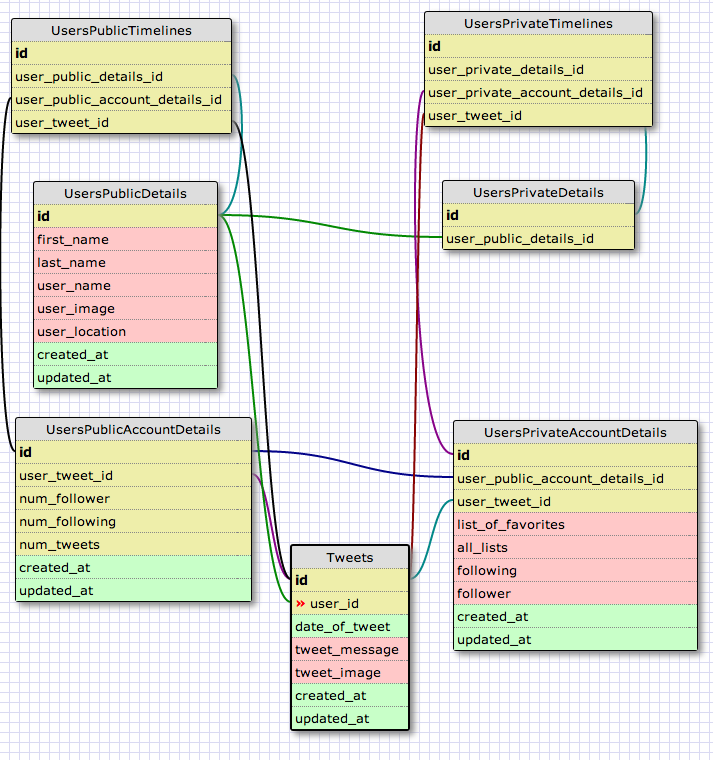 UsersPublicTimelines
id
user_public_details_id
user_public_account_details_id
user_tweet_id
UsersPrivateTimelines
id
user_private_details_id
user_private_account_details_id
user_tweet_id
UsersPublicDetails
id
first_name
last_name
user_name
user_image
user_location
created_at
updated_at
UsersPrivateDetails
id
user_public_details_id
UsersPublicAccountDetails
id
user_tweet_id
num_follower
num_following
num_tweets
created_at
updated_at
UsersPrivateAccountDetails
id
user_public_account_details_id
user_tweet_id
list_of_favorites
all_lists
following
follower
created_at
updated_at
Tweets
id
» user_id
date_of_tweet
tweet_message
tweet_image
created_at
updated_at